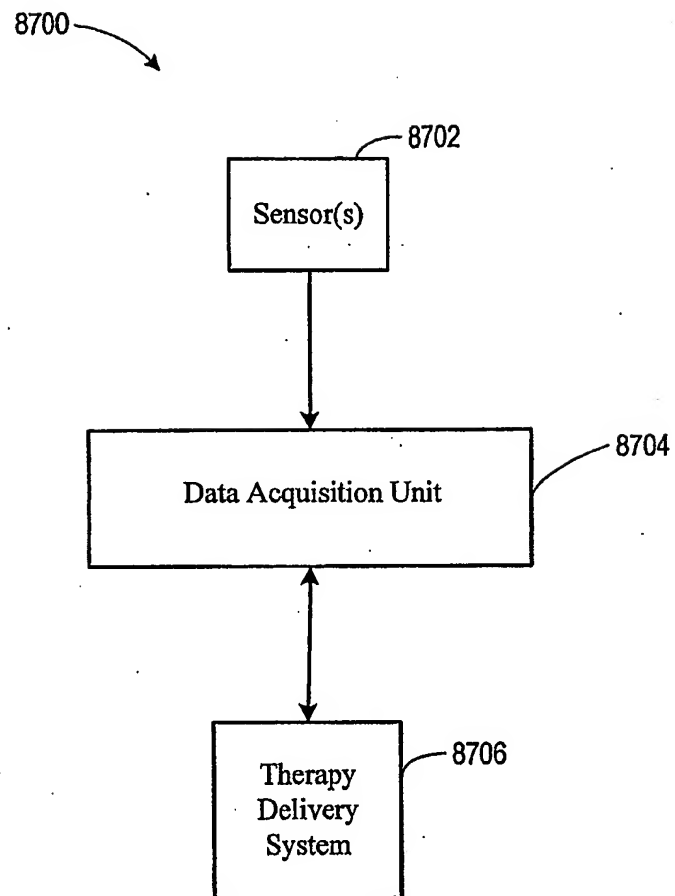 8700
8702
Sensor(s)
8704
Data Acquisition Unit
8706
Therapy
Delivery
System